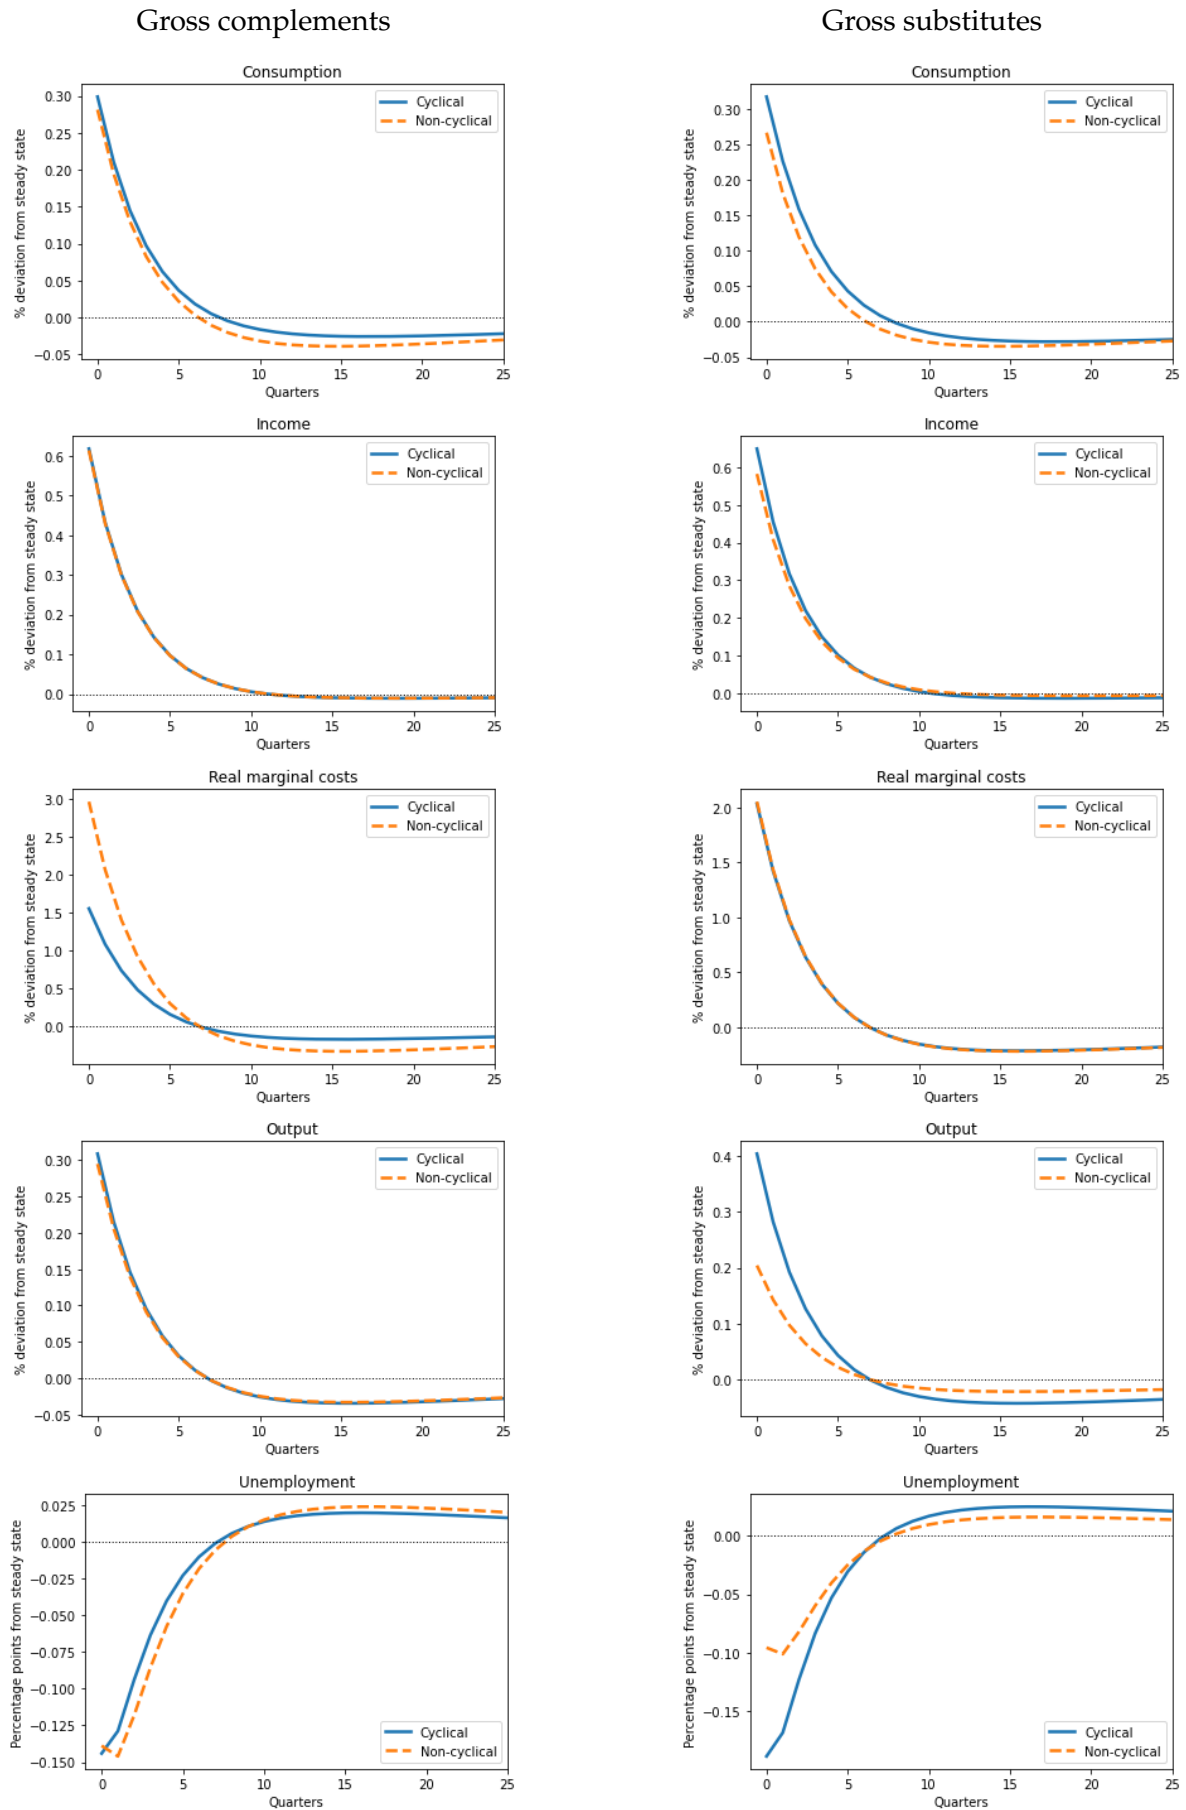 Gross complements
Gross substitutes
Consumption
% deviation from steady state
0.30
0.25
0.20
0.15
0.10
0.05
0.00
−0.05
Cyclical
Non-cyclical
0 5 10 15 20 25
Quarters
Consumption
% deviation from steady state
0.30
0.25
0.20
0.15
0.10
0.05
0.00
−0.05
Cyclical
Non-cyclical
0 5 10 15 20 25
Quarters
Income
% deviation from steady state
0.6
0.5
0.4
0.3
0.2
0.1
0.0
Cyclical
Non-cyclical
0 5 10 15 20 25
Quarters
Income
% deviation from steady state
0.6
0.5
0.4
0.3
0.2
0.1
0.0
Cyclical
Non-cyclical
0 5 10 15 20 25
Quarters
Real marginal costs
% deviation from steady state
3.0
2.5
2.0
1.5
1.0
0.5
0.0
Cyclical
Non-cyclical
0 5 10 15 20 25
Quarters
Real marginal costs
% deviation from steady state
2.0
1.5
1.0
0.5
0.0
Cyclical
Non-cyclical
0 5 10 15 20 25
Quarters
Output
% deviation from steady state
0.30
0.25
0.20
0.15
0.10
0.05
0.00
−0.05
Cyclical
Non-cyclical
0 5 10 15 20 25
Quarters
Output
% deviation from steady state
0.4
0.3
0.2
0.1
0.0
Cyclical
Non-cyclical
0 5 10 15 20 25
Quarters
Unemployment
Percentage points from steady state
0.025
0.000
−0.025
−0.050
−0.075
−0.100
−0.125
−0.150
Cyclical
Non-cyclical
0 5 10 15 20 25
Quarters
Unemployment
Percentage points from steady state
0.00
−0.05
−0.10
−0.15
Cyclical
Non-cyclical
0 5 10 15 20 25
Quarters